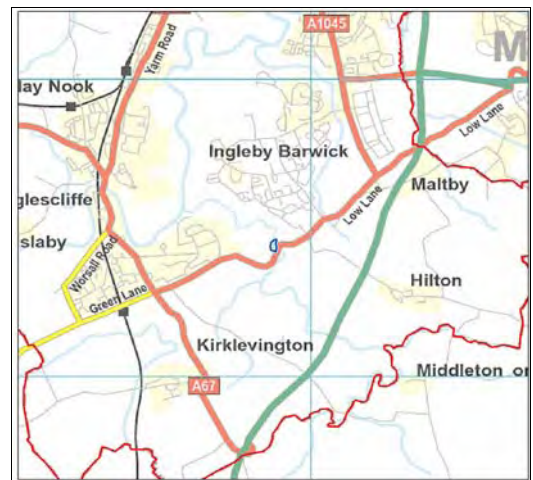 A1045
M
Yarm Road
lay Nook
Low Lane
Ingleby Barwick
Maltby
glescliffe
Low Lane
slaby
Worsall Road
Hilton
Green Lane
Kirklevington
Middleton or
A67